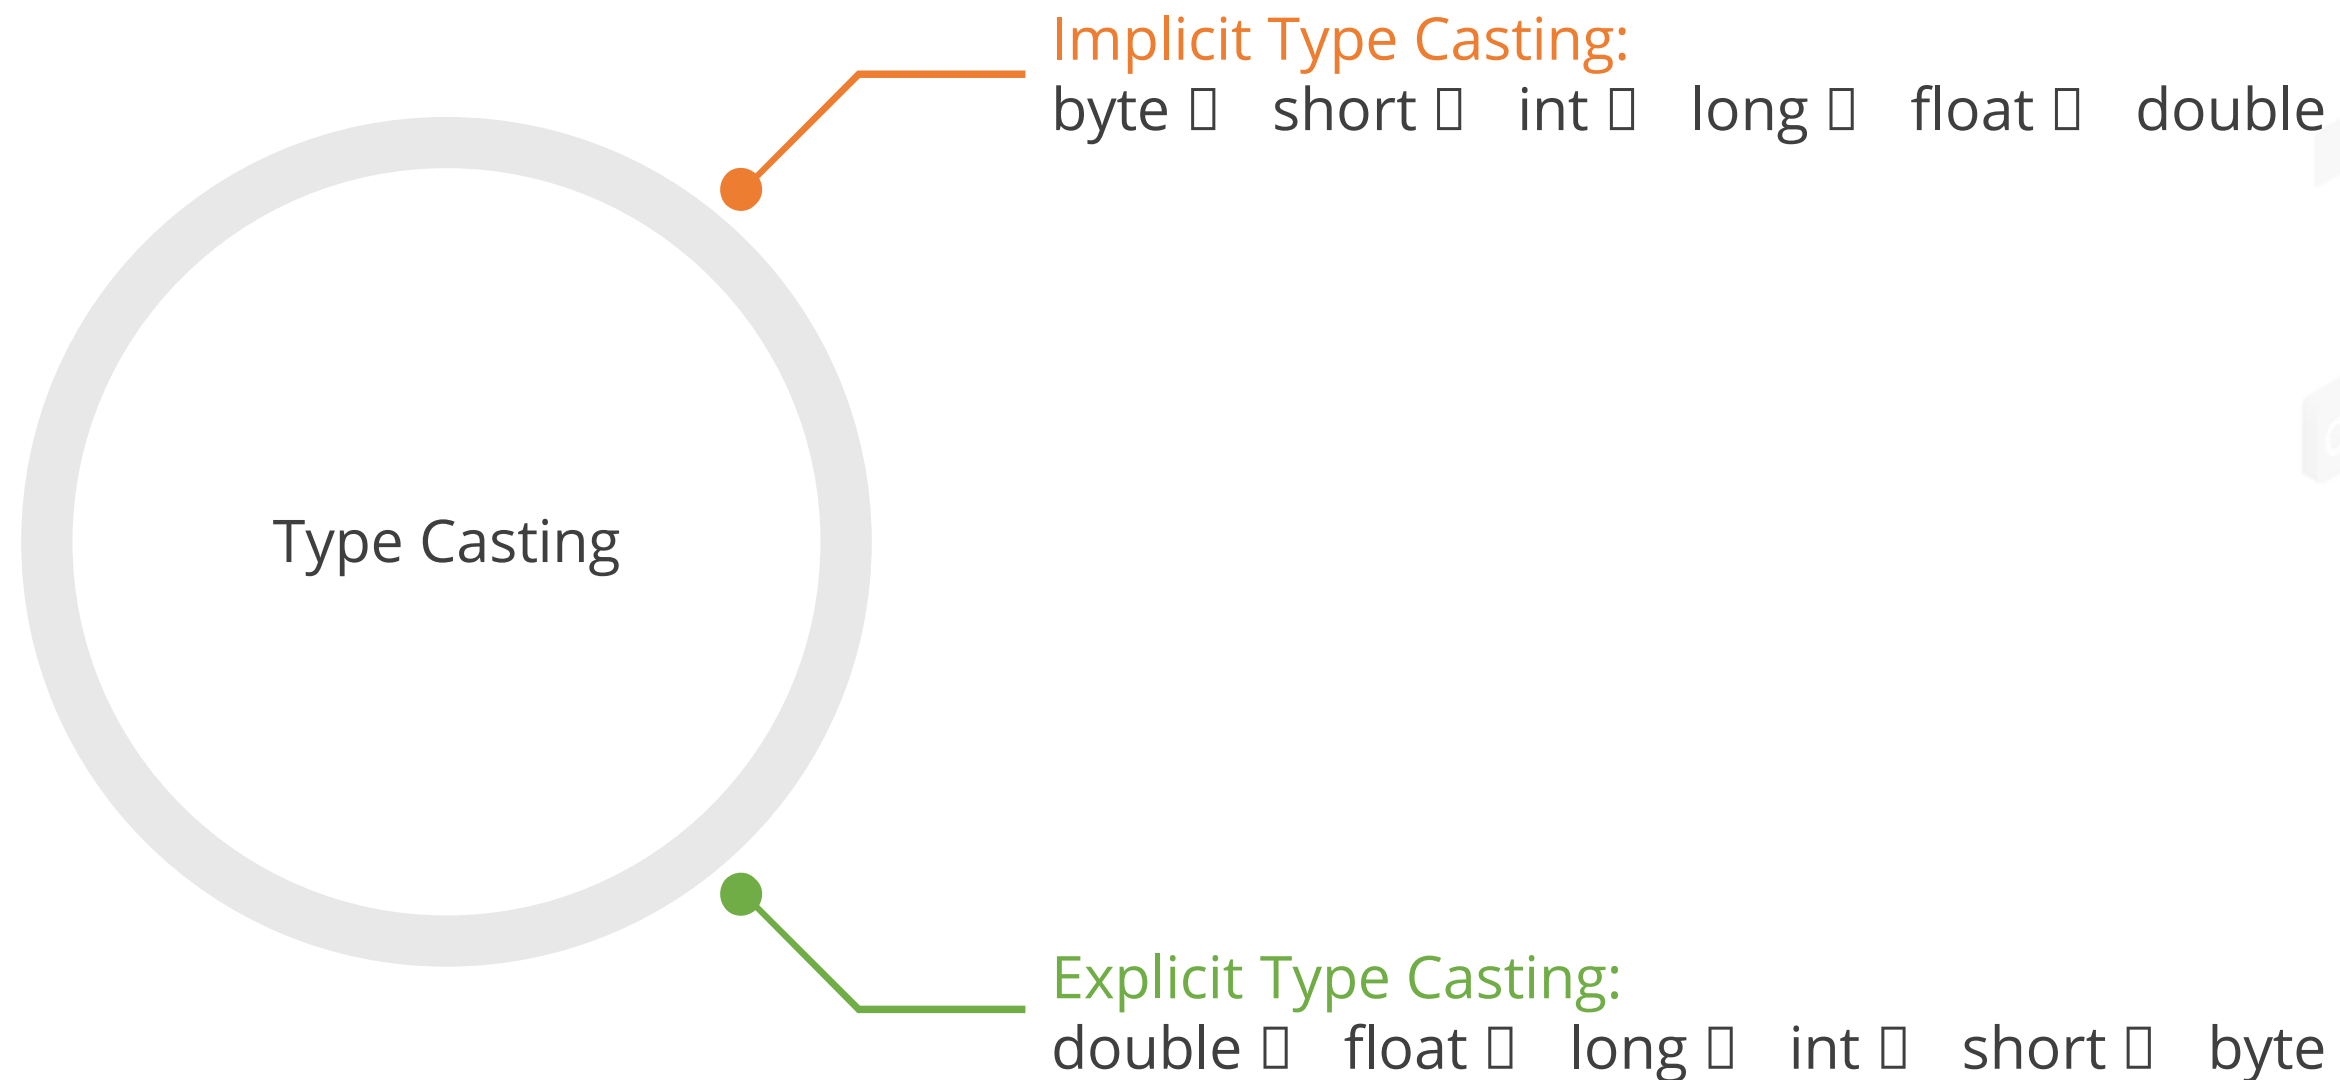 Implicit Type Casting:
byte  short  int  long  float  double
Type Casting
Explicit Type Casting:
double  float  long  int  short  byte